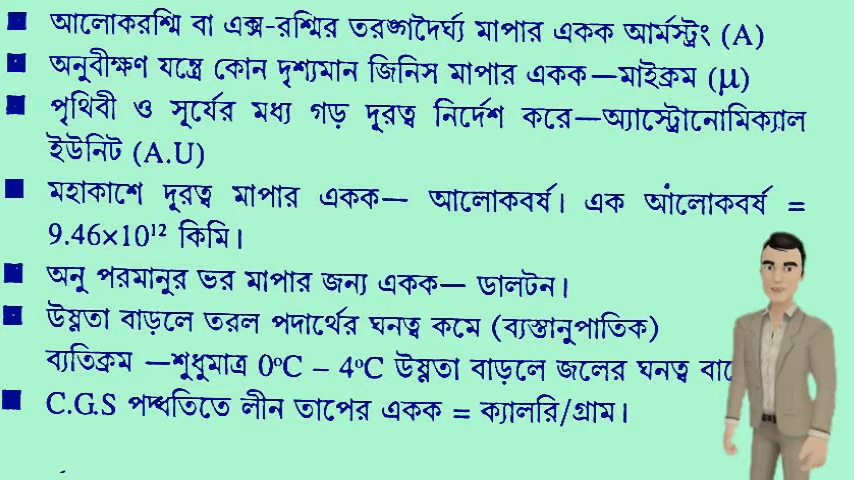 আলোকরশ্মি বা এক্স-রশ্মির তরঙ্গদৈর্ঘ্য মাপার একক আর্মস্ট্রং (A)
অনুবীক্ষণ যন্ত্রে কোন দৃশ্যমান জিনিস মাপার একক—মাইক্রম (μ)
পৃথিবী ও সূর্যের মধ্য গড় দূরত্ব নির্দেশ করে—অ্যাস্ট্রোনোমিক্যাল
ইউনিট (A.U)
মহাকাশে দূরত্ব মাপার একক— আলোকবর্ষ। এক আলোকবর্ষ =
9.46×10¹² কিমি।
অনু পরমানুর ভর মাপার জন্য একক— ডালটন।
উষ্ণতা বাড়লে তরল পদার্থের ঘনত্ব কমে (ব্যস্তানুপাতিক)
ব্যতিক্রম —শুধুমাত্র 0°C – 4°C উষ্ণতা বাড়লে জলের ঘনত্ব
C.G.S পদ্ধতিতে লীন তাপের একক = ক্যালরি/গ্রাম।